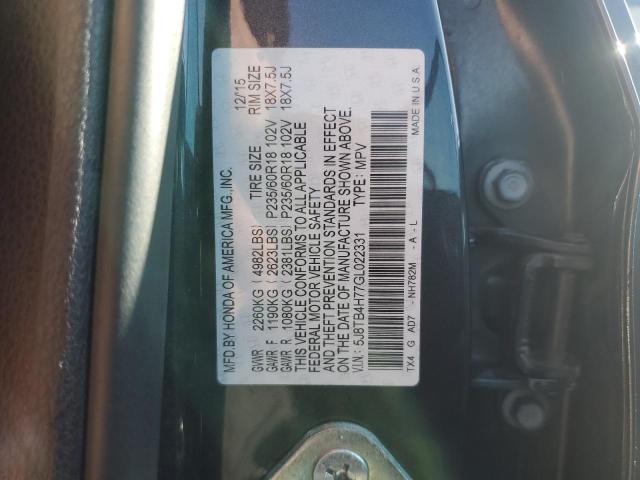 MFD.BY HONDA OF AMERICA MFG.,INC. 12/'15
GVWR 2260KG (4982LBS) TIRE SIZE RIM SIZE
GAWR F 1190KG (2623LBS) P235/60R18 102V 18X7.5J
GAWR R 1080KG (2381LBS) P235/60R18 102V 18X7.5J
THIS VEHICLE CONFORMS TO ALL APPLICABLE
FEDERAL MOTOR VEHICLE SAFETY
AND THEFT PREVENTION STANDARDS IN EFFECT
ON THE DATE OF MANUFACTURE SHOWN ABOVE.
V.I.N.: 5J8TB4H77GL022331 TYPE: MPV
TX4 G AD7 -NH782M -A -L MADE IN U.S.A.